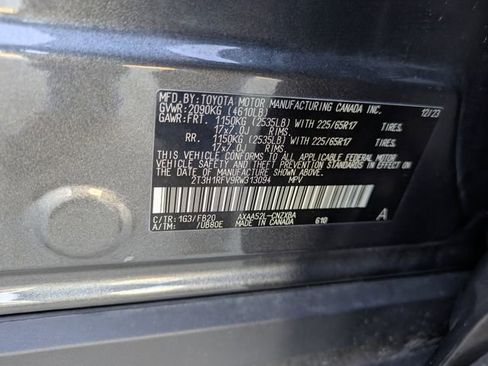 MFD.BY:TOYOTA MOTOR MANUFACTURING CANADA INC. 12/23
GVWR:2090KG (4610LB)
GAWR:FRT. 1150KG (2535LB) WITH 225/65R17 TIRES
17x7.0J RIMS.
RR. 1150KG (2535LB) WITH 225/65R17 TIRES
17x7.0J RIMS.
THIS VEHICLE CONFORMS TO ALL APPLICABLE FEDERAL MOTOR
VEHICLE SAFETY AND THEFT PREVENTION STANDARDS IN EFFECT ON
THE DATE OF MANUFACTURE SHOWN ABOVE.
2T3H1RFV9RW313094 MPV
C/TR:1G3/FB20 AXAA52L-CNZXBA A
A/TM: /UB80E MADE IN CANADA G10